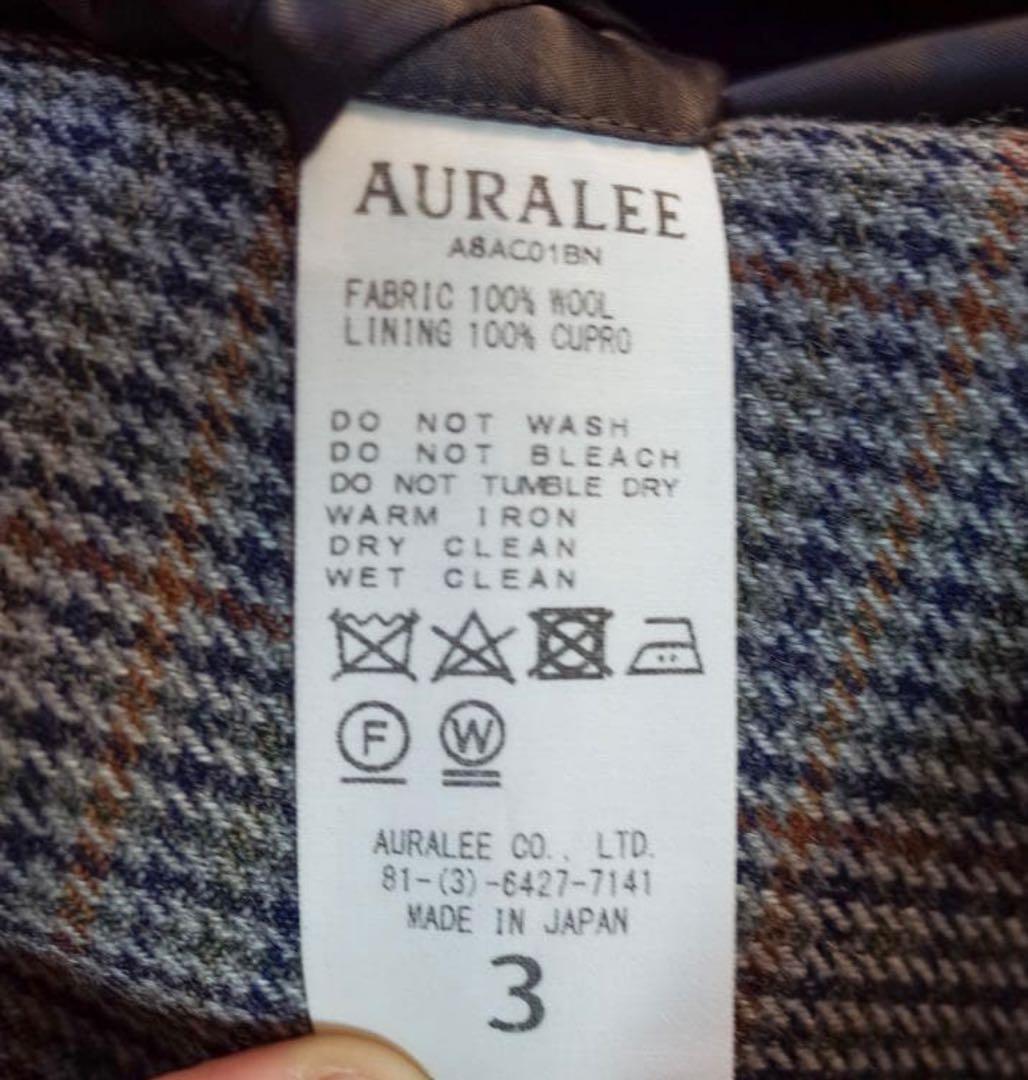 AURALEE
A8AC01BN
FABRIC 100% WOOL
LINING 100% CUPRO
DO NOT WASH
DO NOT BLEACH
DO NOT TUMBLE DRY
WARM IRON
DRY CLEAN
WET CLEAN
F W
AURALEE CO., LTD.
81-(3)-6427-7141
MADE IN JAPAN
3